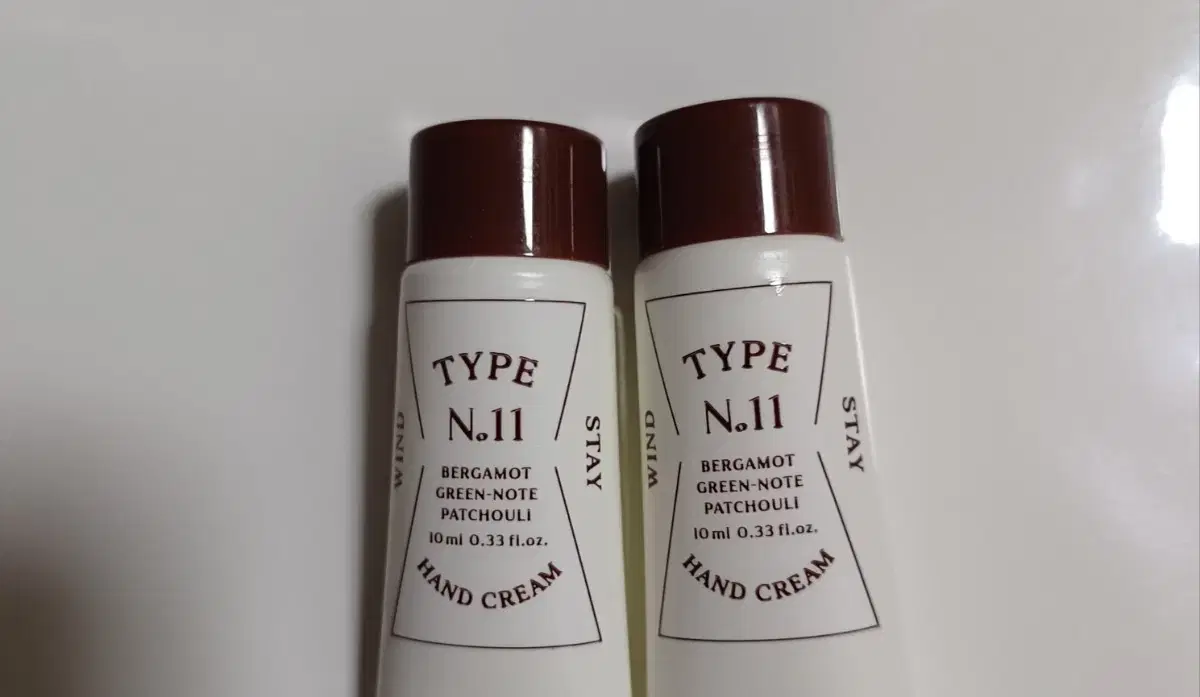 TYPE
N.11
BERGAMOT
GREEN-NOTE
PATCHOULI
10ml 0.33 fl.oz.
HAND CREAM
WIND
STAY
TYPE
N.11
BERGAMOT
GREEN-NOTE
PATCHOULI
10ml 0.33 fl.oz.
HAND CREAM
WIND
STAY